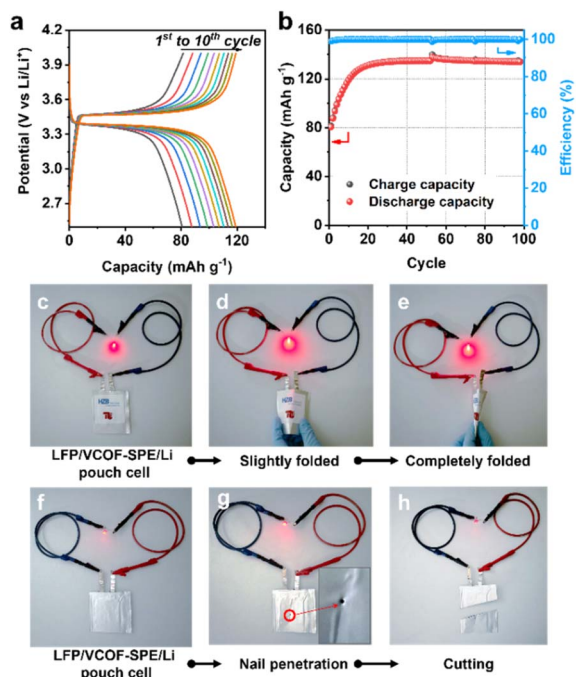 a
1st to 10th cycle
Potential (V vs Li/Li+)
4.2
3.9
3.6
3.3
3.0
2.7
0 40 80 120
Capacity (mAh g-1)
b
Capacity (mAh g-1)
160
120
80
40
0
Charge capacity
Discharge capacity
100
80
60
40
20
0
Efficiency (%)
0 20 40 60 80 100
Cycle
c
d
e
HZB
HZB
LFP/VCOF-SPE/Li
pouch cell
Slightly folded
Completely folded
f
g
h
LFP/VCOF-SPE/Li
pouch cell
Nail penetration
Cutting